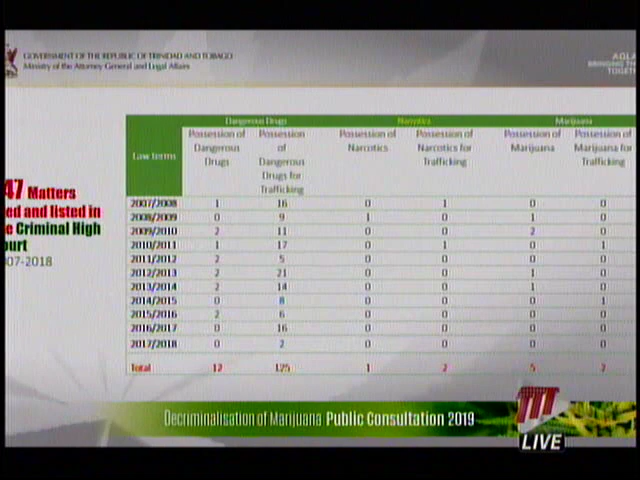 GOVERNMENT OF THE REPUBLIC OF TRINIDAD AND TOBAGO
Ministry of the Attorney General and Legal Affairs
AGLA
BRINGING TH
TOGETH
47 Matters
ed and listed in
e Criminal High
ourt
07-2018
Dangerous Drugs Narcotics Marijuana
Law terms Possession of Dangerous Drugs Possession of Dangerous Drugs for Trafficking Possession of Narcotics Possession of Narcotics for Trafficking Possession of Marijuana Possession of Marijuana for Trafficking
2007/2008 1 16 0 1 0 0
2008/2009 0 9 1 0 1 0
2009/2010 2 11 0 0 2 0
2010/2011 1 17 0 1 0 1
2011/2012 2 5 0 0 0 0
2012/2013 2 21 0 0 1 0
2013/2014 2 14 0 0 1 0
2014/2015 0 8 0 0 0 1
2015/2016 2 6 0 0 0 0
2016/2017 0 16 0 0 0 0
2017/2018 0 2 0 0 0 0
Total 12 125 1 2 5 2
Decriminalisation of Marijuana Public Consultation 2019
TTT
LIVE